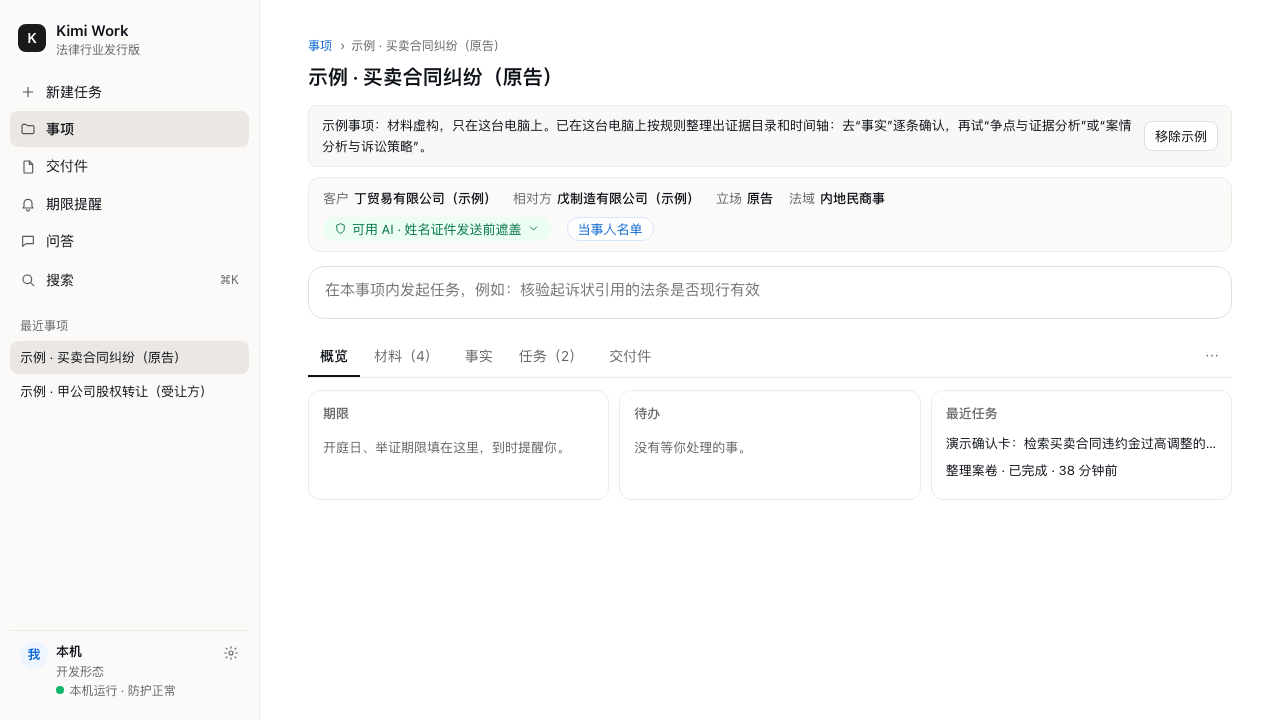 K
Kimi Work
法律行业发行版
新建任务
事项
交付件
期限提醒
问答
搜索
⌘K
最近事项
示例 · 买卖合同纠纷（原告）
示例 · 甲公司股权转让（受让方）
我
本机
开发形态
本机运行 · 防护正常
事项 › 示例 · 买卖合同纠纷（原告）
示例 · 买卖合同纠纷（原告）
示例事项：材料虚构，只在这台电脑上。已在这台电脑上按规则整理出证据目录和时间轴：去“事实”逐条确认，再试“争点与证据分析”或“案情
分析与诉讼策略”。
移除示例
客户 丁贸易有限公司（示例） 相对方 戊制造有限公司（示例） 立场 原告 法域 内地民商事
可用 AI · 姓名证件发送前遮盖
当事人名单
在本事项内发起任务，例如：核验起诉状引用的法条是否现行有效
概览 材料（4） 事实 任务（2） 交付件
···
期限
开庭日、举证期限填在这里，到时提醒你。
待办
没有等你处理的事。
最近任务
演示确认卡：检索买卖合同违约金过高调整的...
整理案卷 · 已完成 · 38 分钟前